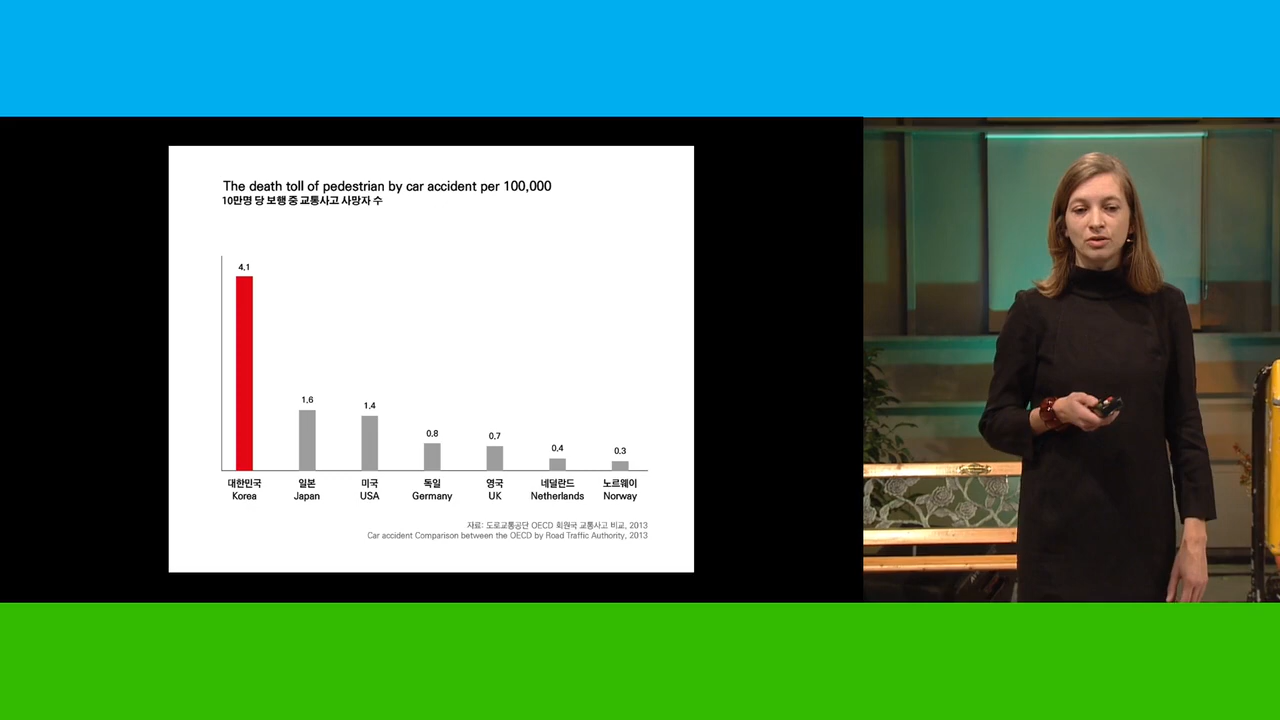 The death toll of pedestrian by car accident per 100,000
10만명 당 보행 중 교통사고 사망자 수
4.1
1.6
1.4
0.8
0.7
0.4
0.3
대한민국 일본 미국 독일 영국 네덜란드 노르웨이
Korea Japan USA Germany UK Netherlands Norway
자료: 도로교통공단 OECD 회원국 교통사고 비교, 2013
Car accident Comparison between the OECD by Road Traffic Authority, 2013